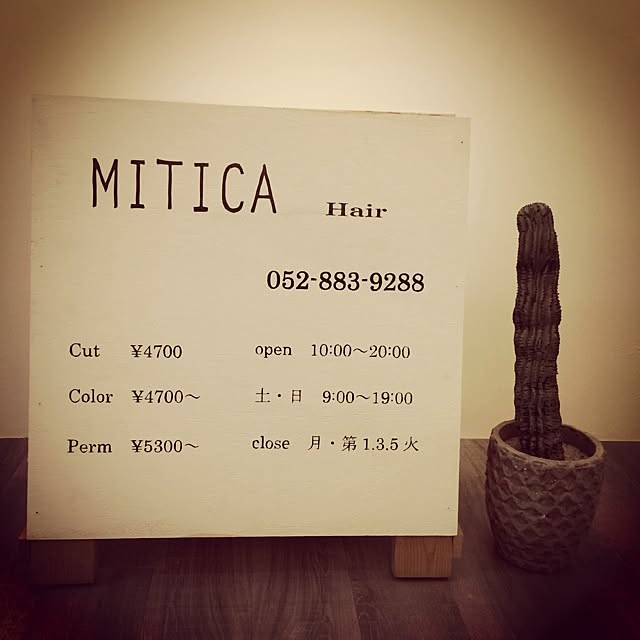 MITICA Hair
052-883-9288
Cut ¥4700 open 10:00〜20:00
Color ¥4700〜 土・日 9:00〜19:00
Perm ¥5300〜 close 月・第1.3.5火